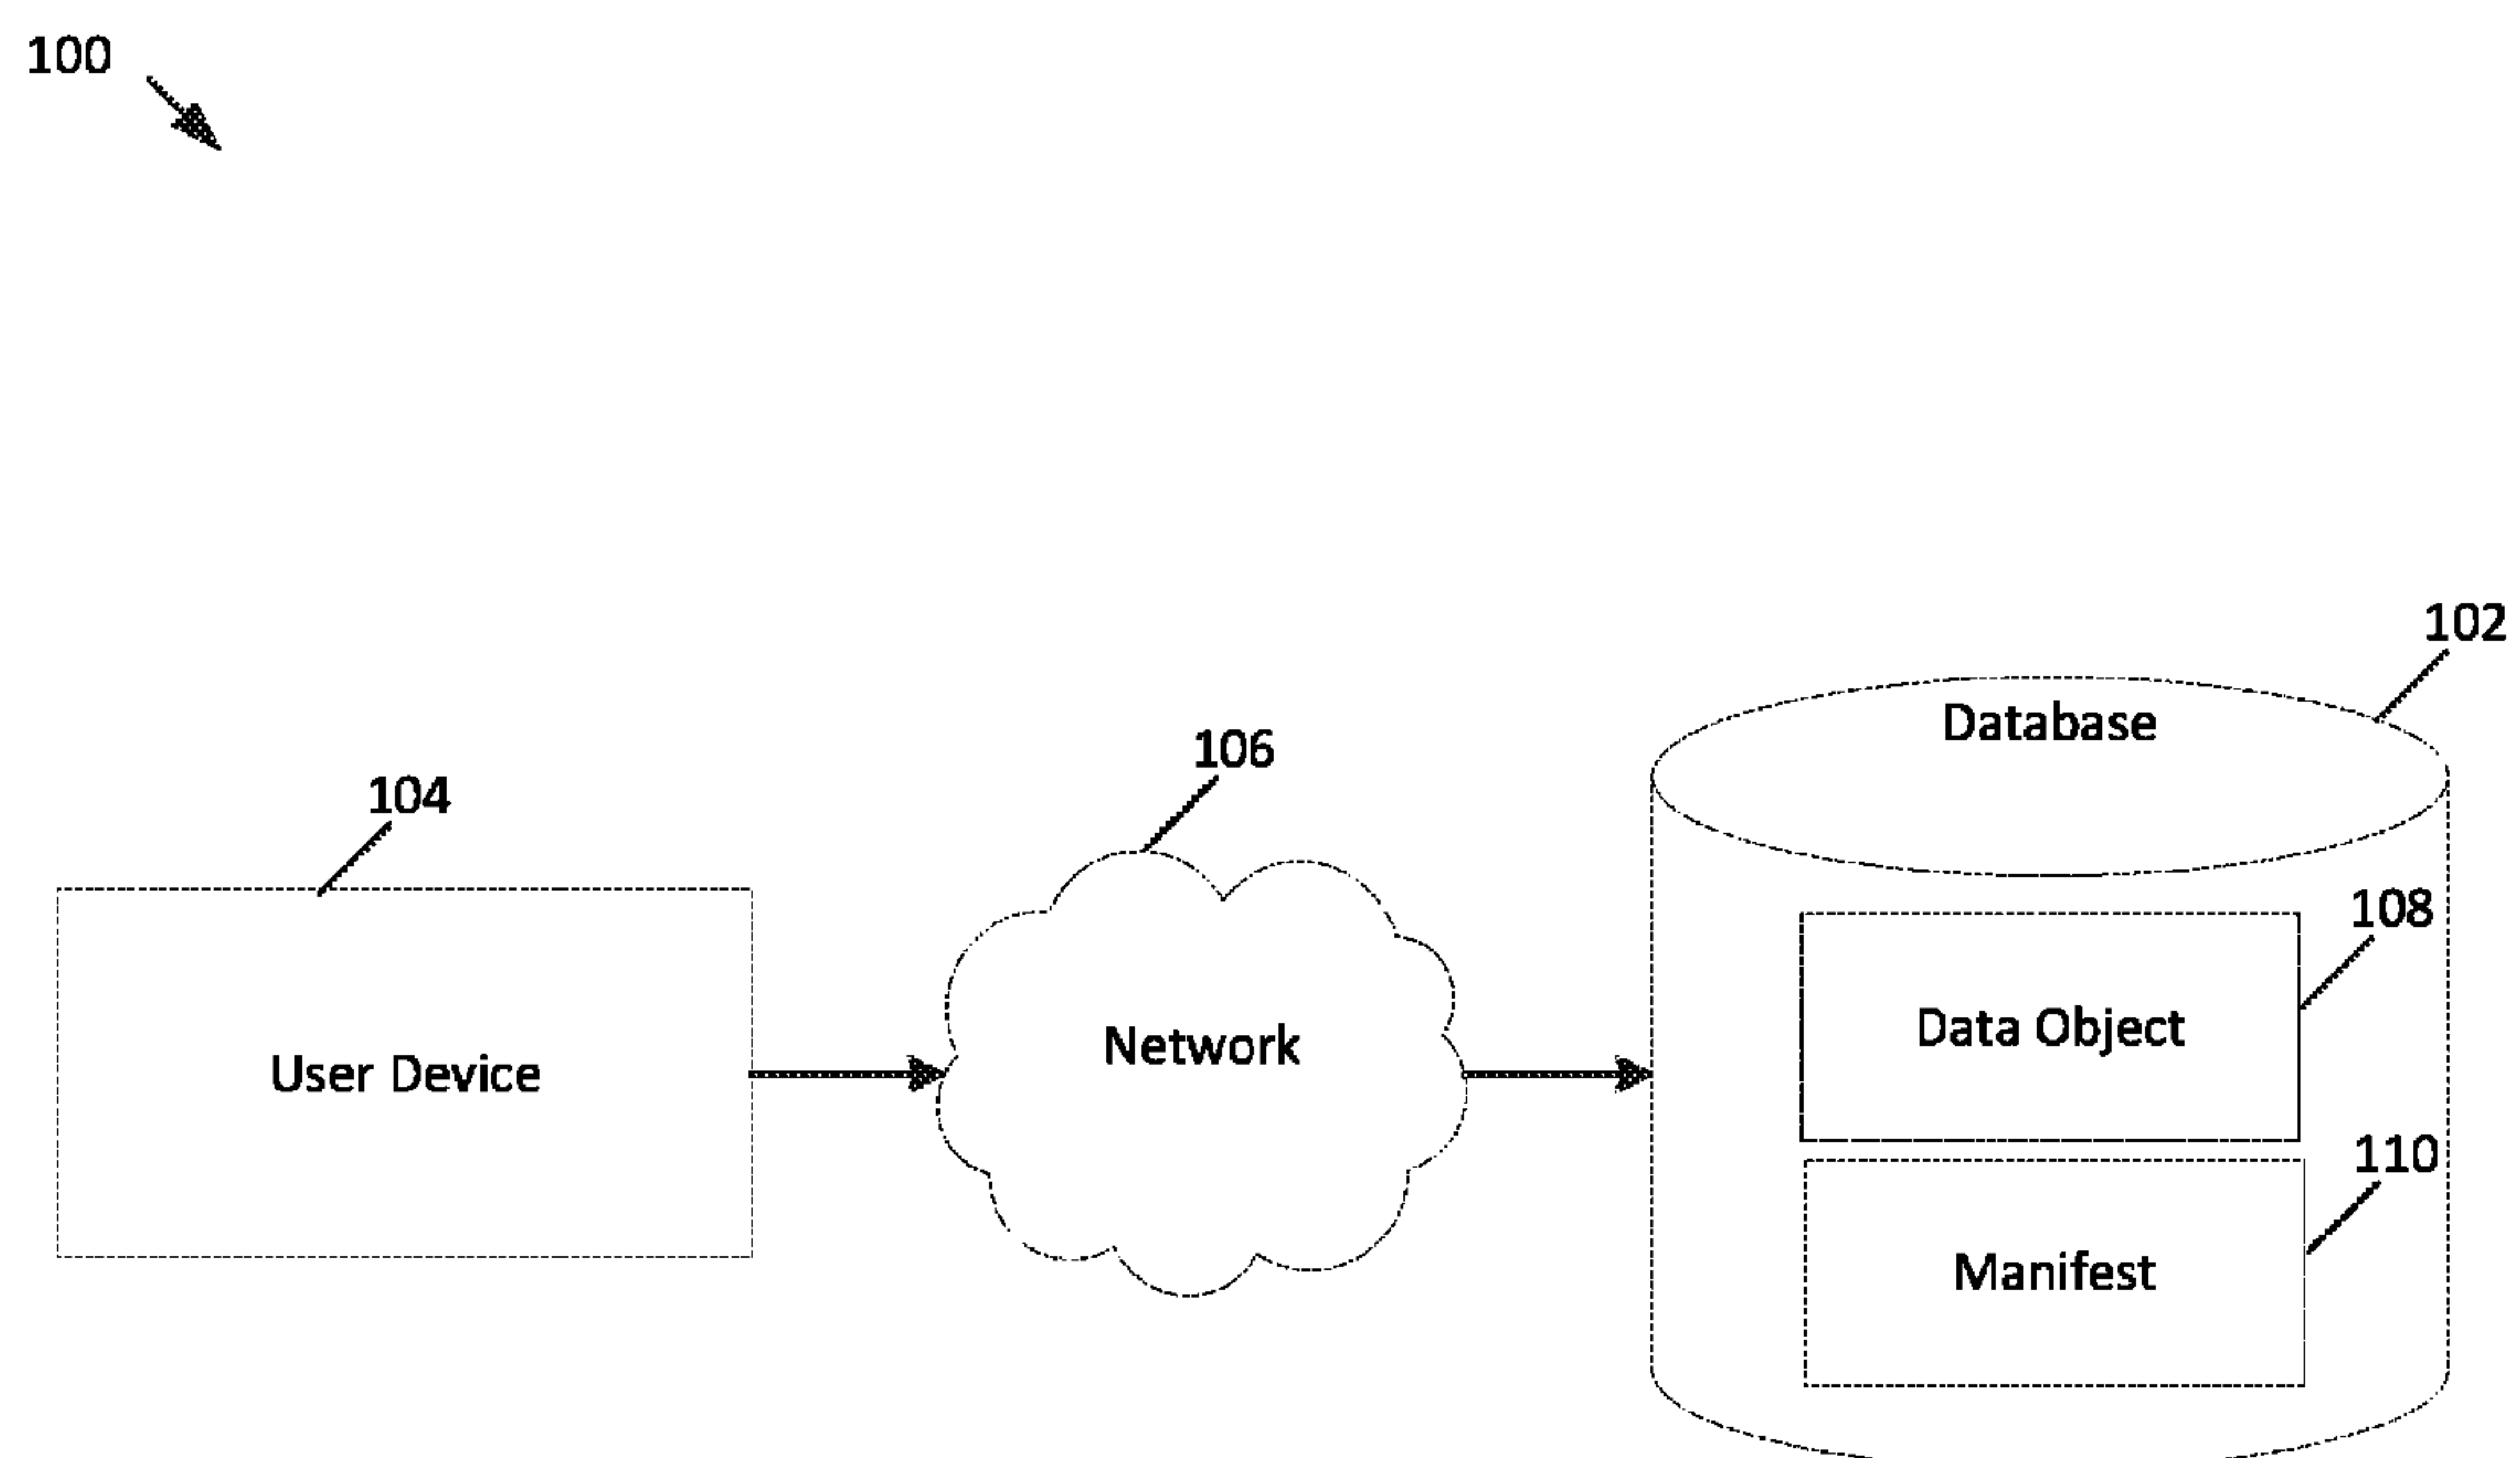 100
102
Database
106
104
108
Data Object
Network
User Device
110
Manifest